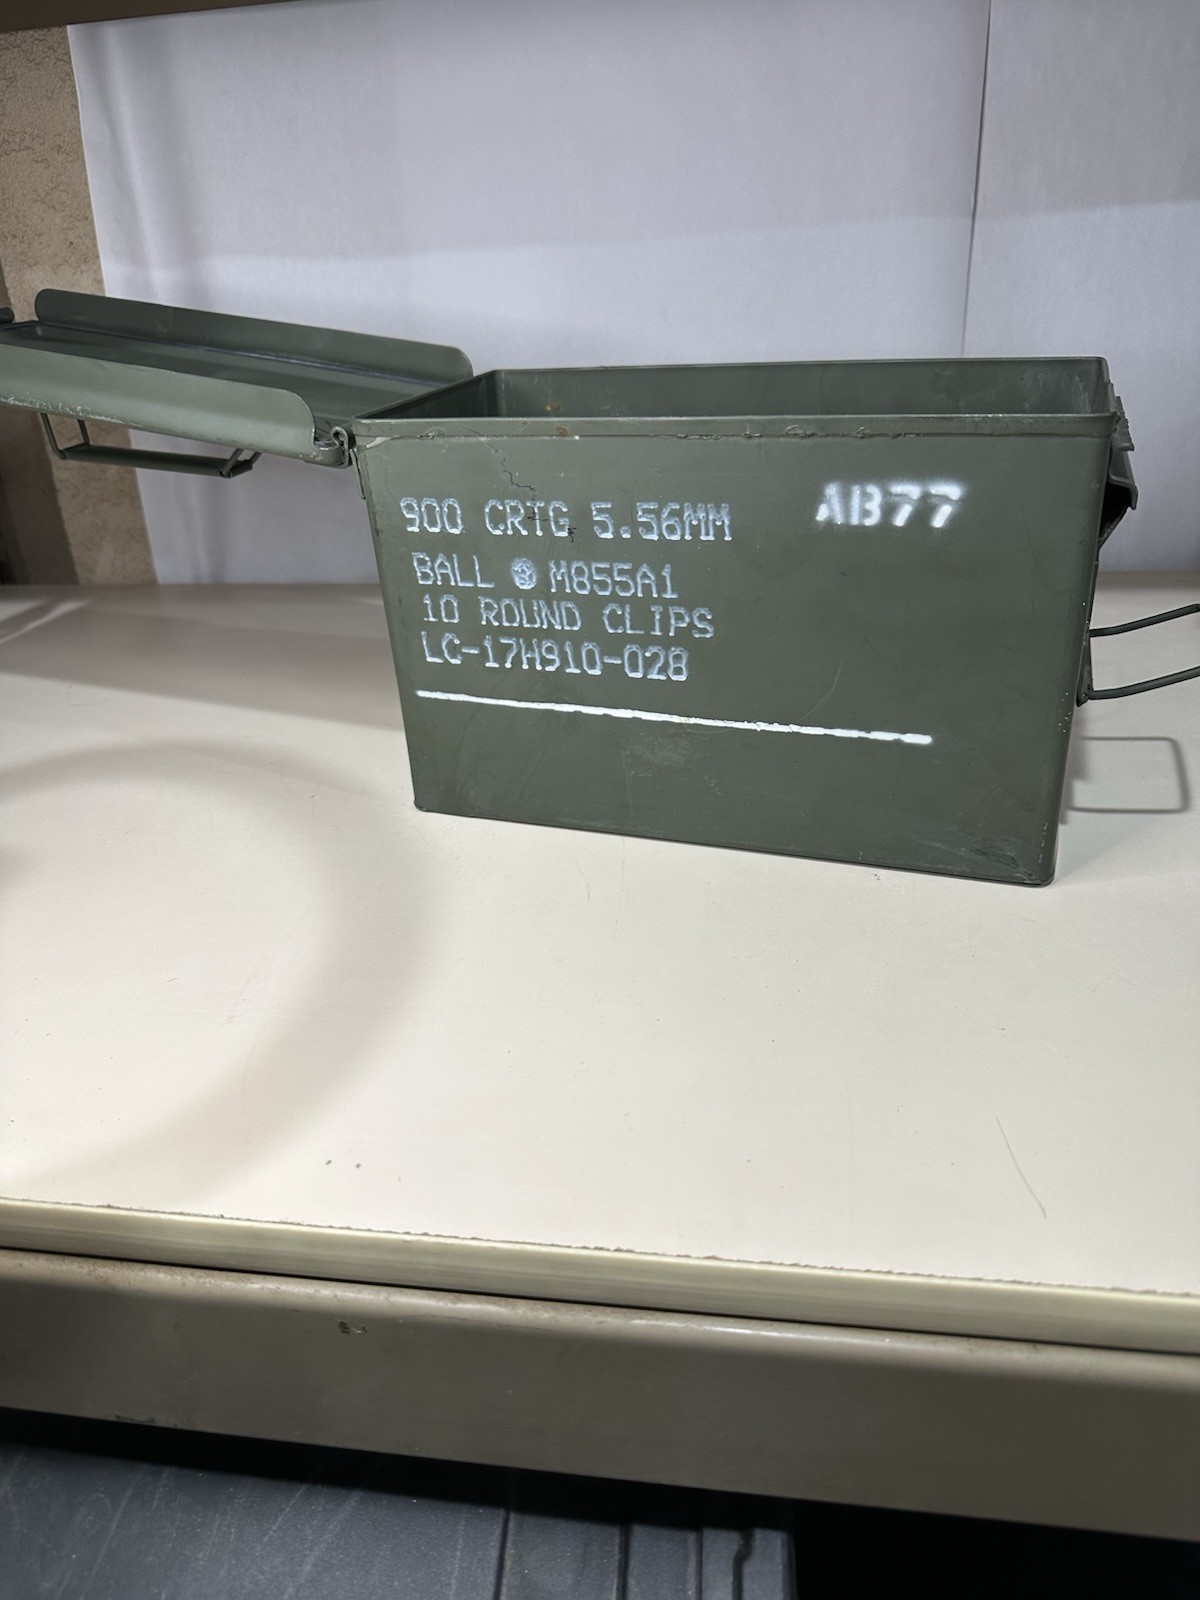 900 CRTG 5.56MM AB77
BALL M855A1
10 ROUND CLIPS
LC-17H910-028